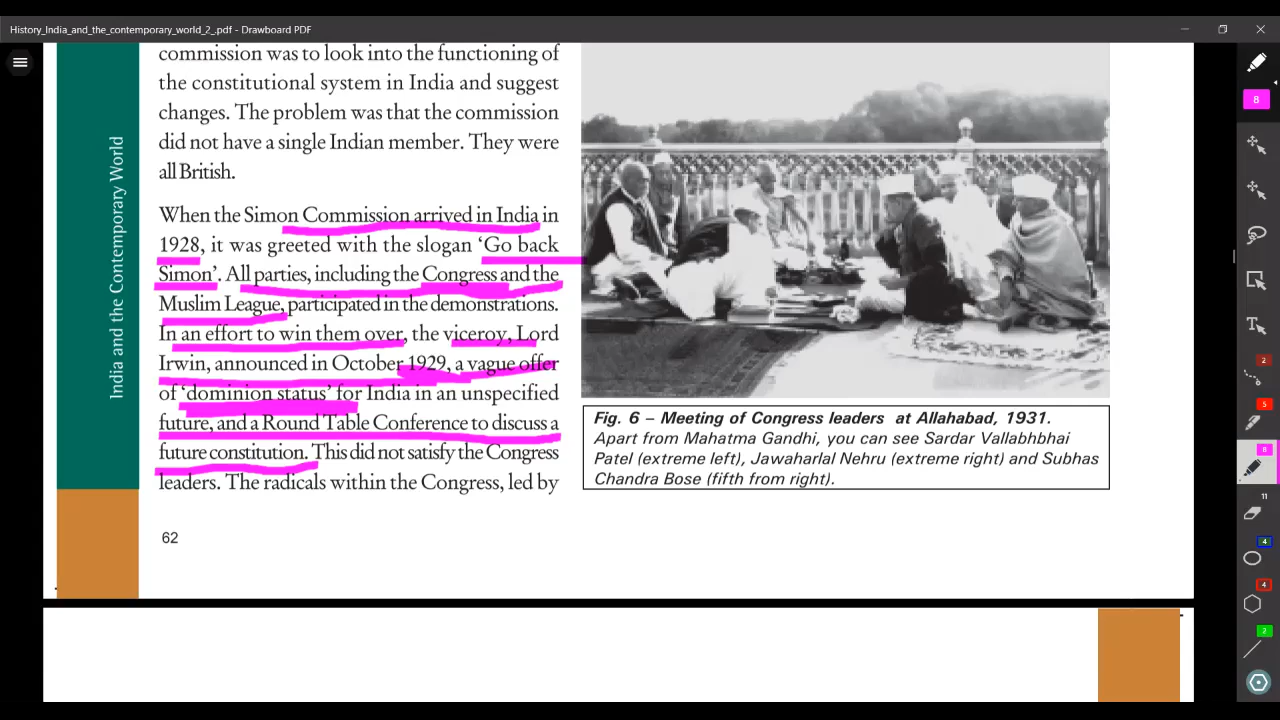 History_India_and_the_contemporary_world_2_.pdf - Drawboard PDF
India and the Contemporary World
commission was to look into the functioning of
the constitutional system in India and suggest
changes. The problem was that the commission
did not have a single Indian member. They were
all British.
When the Simon Commission arrived in India in
1928, it was greeted with the slogan ‘Go back
Simon’. All parties, including the Congress and the
Muslim League, participated in the demonstrations.
In an effort to win them over, the viceroy, Lord
Irwin, announced in October 1929, a vague offer
of ‘dominion status’ for India in an unspecified
future, and a Round Table Conference to discuss a
future constitution. This did not satisfy the Congress
leaders. The radicals within the Congress, led by
62
Fig. 6 – Meeting of Congress leaders at Allahabad, 1931.
Apart from Mahatma Gandhi, you can see Sardar Vallabhbhai
Patel (extreme left), Jawaharlal Nehru (extreme right) and Subhas
Chandra Bose (fifth from right).
8
2
5
8
11
4
4
2